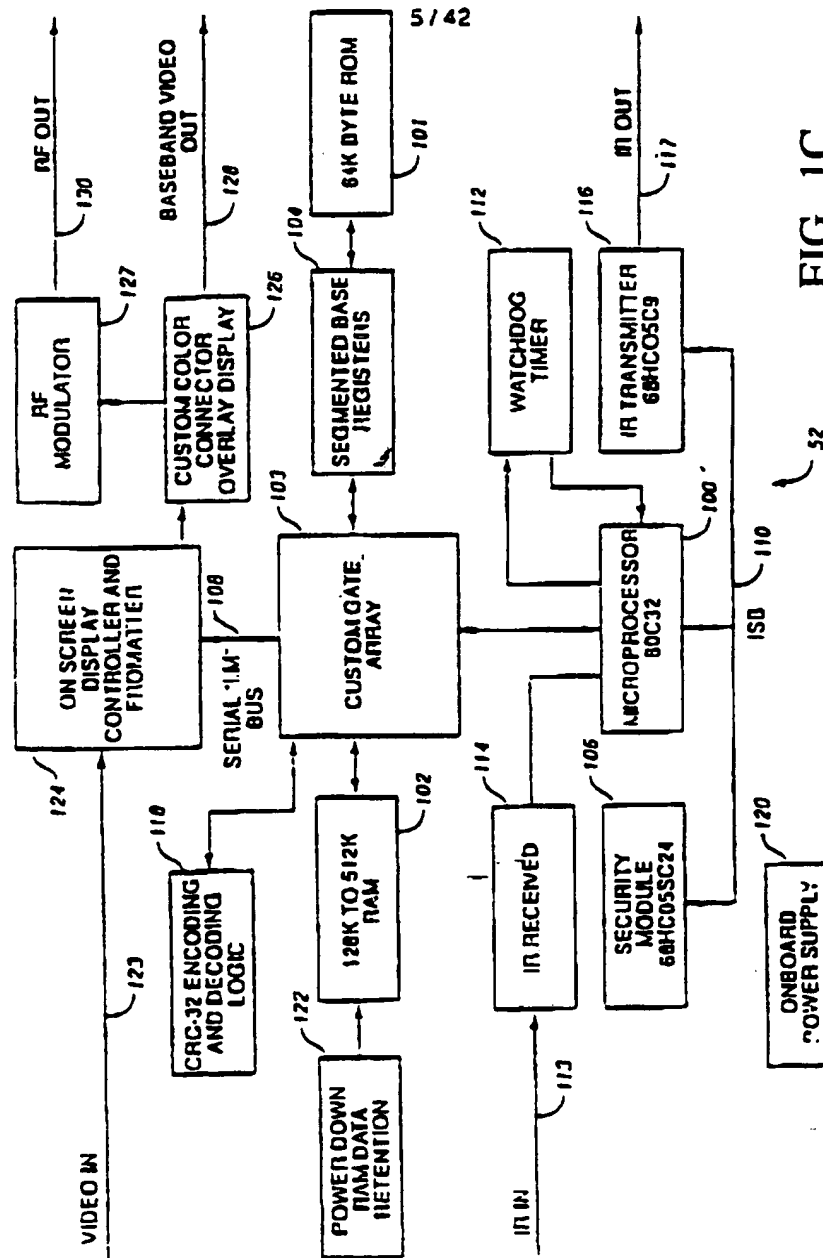 5 / 42
VIDEO IN
123
124
ON SCREEN
DISPLAY
CONTROLLER AND
FROMATTER
RF
MODULATOR
127
RF OUT
130
CUSTOM COLOR
CONNECTOR
OVERLAY DISPLAY
126
BASEBAND VIDEO
OUT
128
118
CRC-32 ENCODING
AND DECODING
LOGIC
SERIAL "I.M"
BUS
108
103
CUSTOM GATE
ARRAY
104
SEGMENTED BASE
REGISTERS
64K BYTE ROM
101
122
POWER DOWN
RAM DATA
RETENTION
128K TO 512K
RAM
102
IR IN
113
114
IR RECEIVED
112
WATCHDOG
TIMER
116
IR TRANSMITTER
68HC05C9
IR OUT
117
106
SECURITY
MODULE
68HC05SC24
MICROPROCESSOR
80C32
100'
ISB
110
52
120
ONBOARD
POWER SUPPLY
FIG. 1C